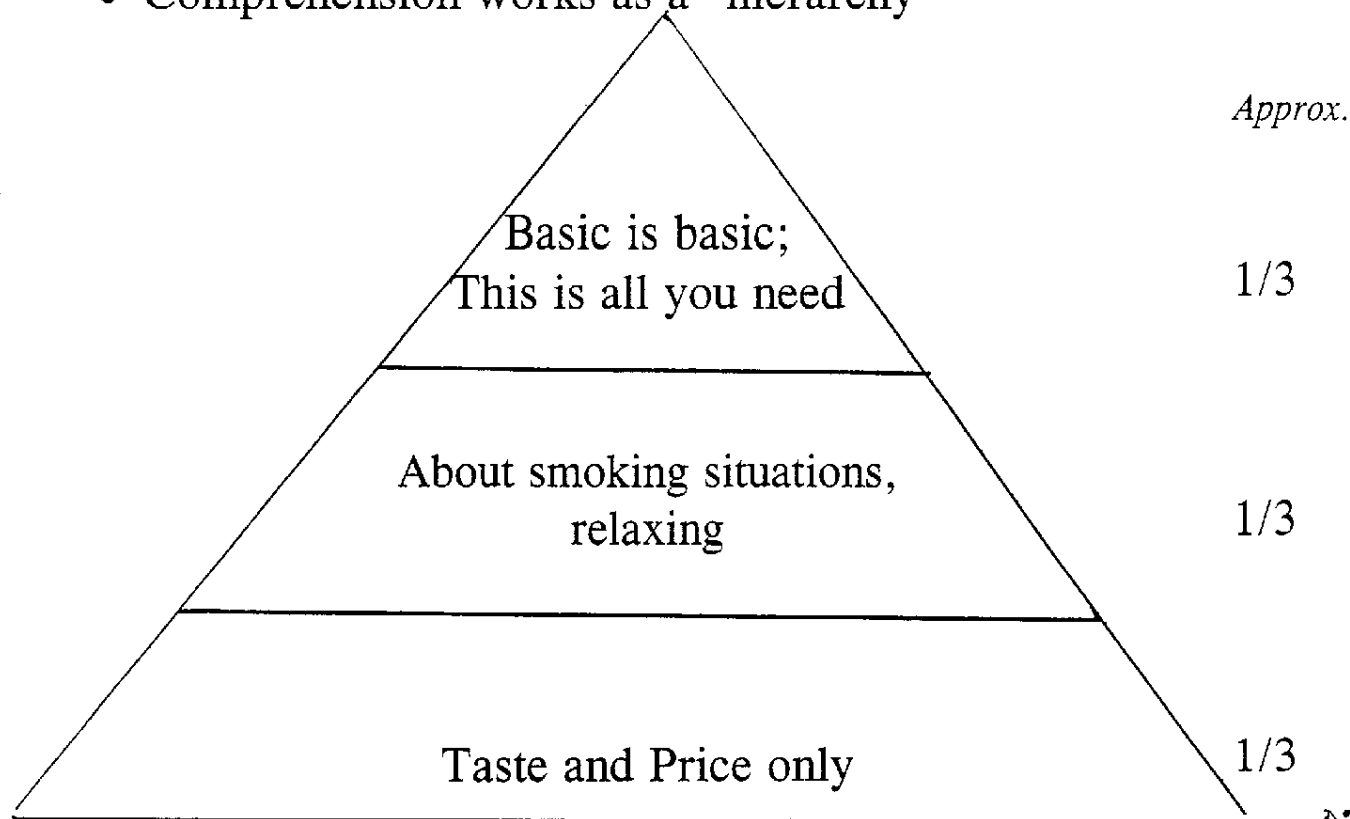 • Comprehension works as a "hierarchy"
Approx.
Basic is basic;
This is all you need
1/3
About smoking situations,
relaxing
1/3
Taste and Price only
1/3